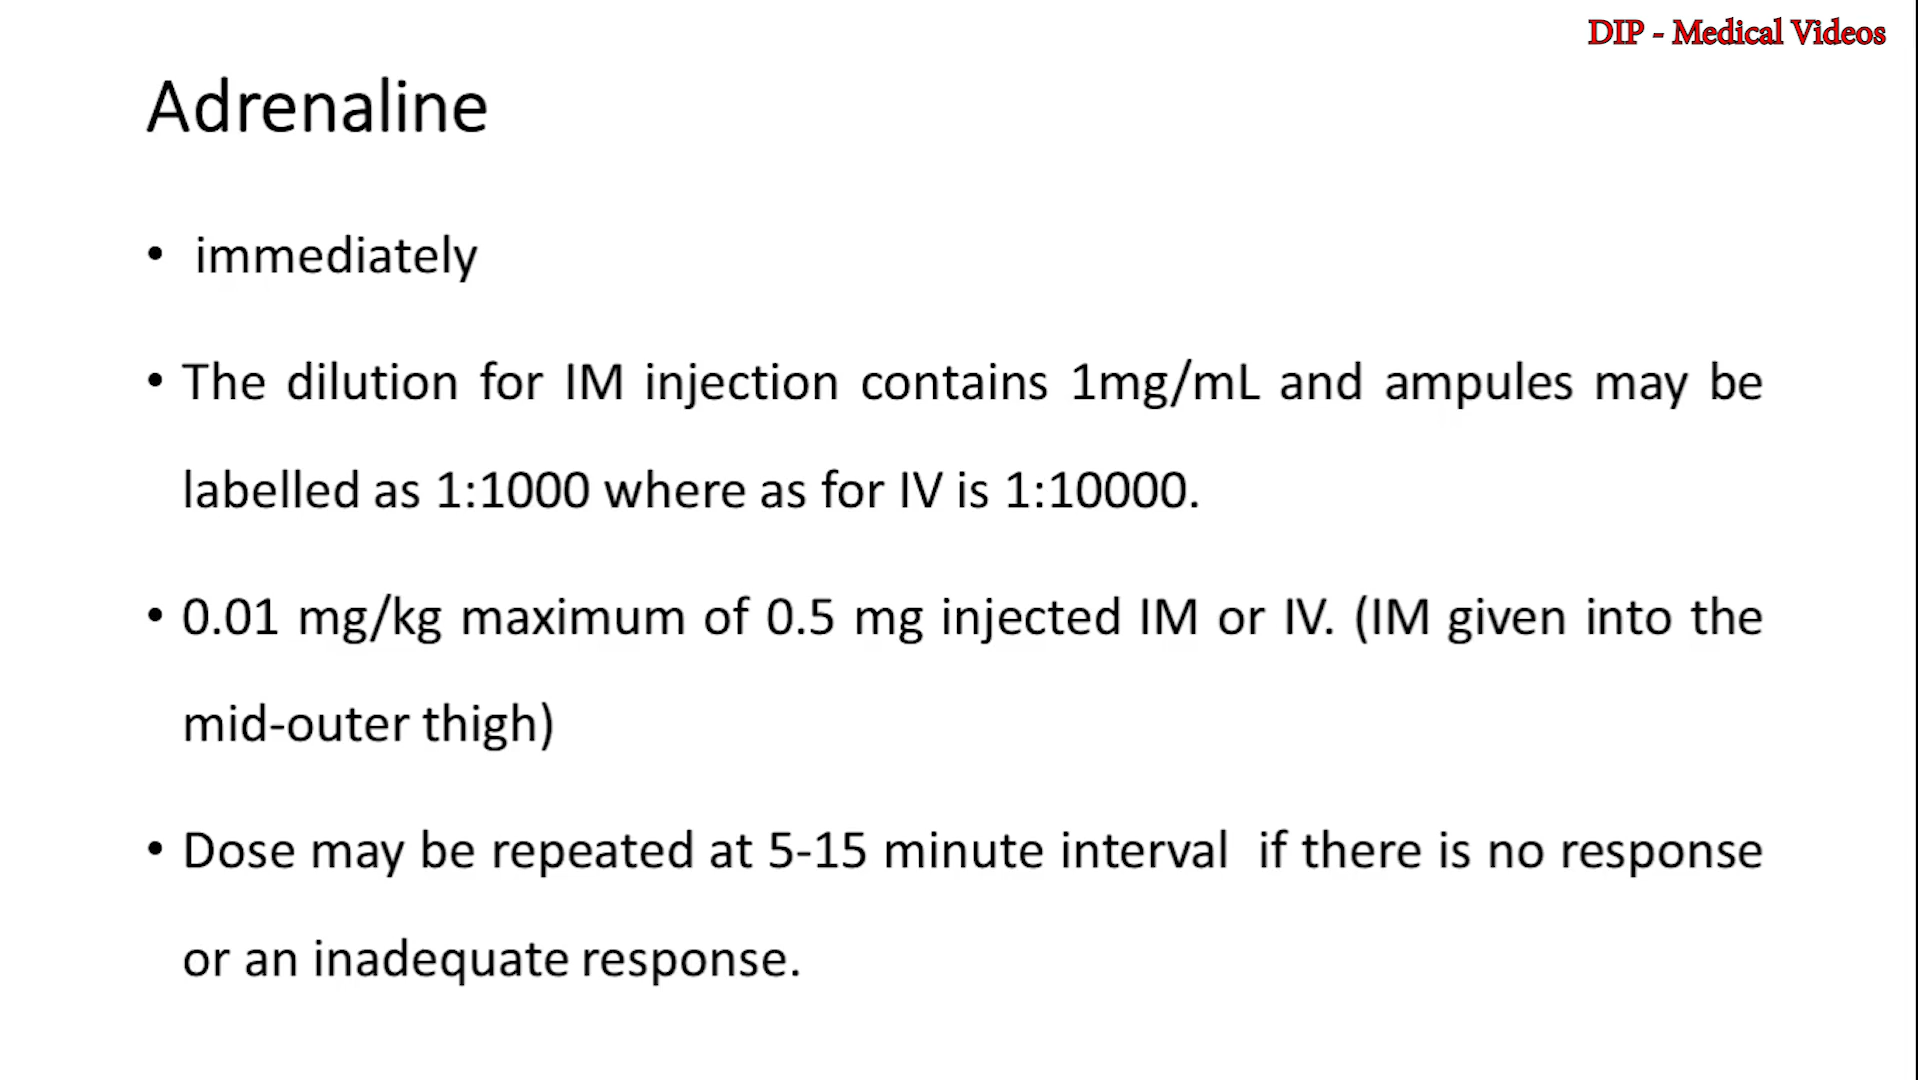 DIP - Medical Videos
Adrenaline
• immediately
• The dilution for IM injection contains 1mg/mL and ampules may be
labelled as 1:1000 where as for IV is 1:10000.
• 0.01 mg/kg maximum of 0.5 mg injected IM or IV. (IM given into the
mid-outer thigh)
• Dose may be repeated at 5-15 minute interval if there is no response
or an inadequate response.